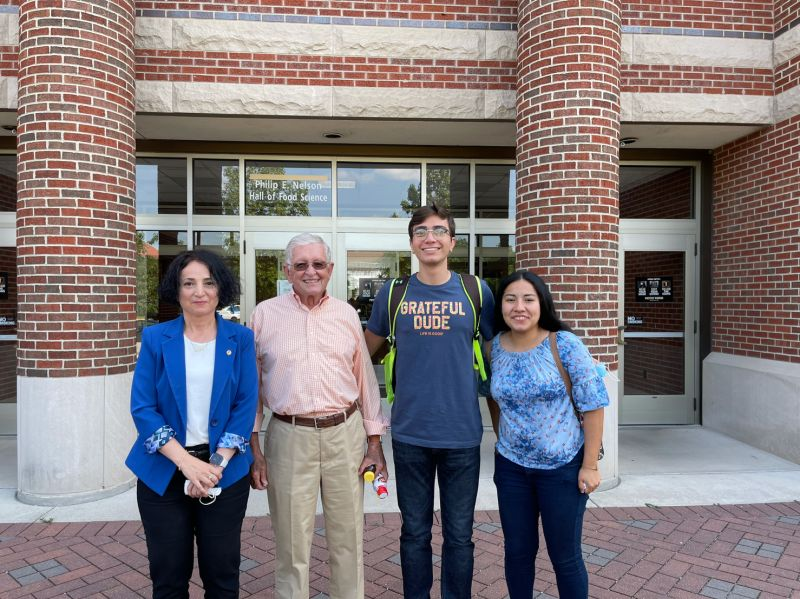 Philip E. Nelson
Hall of Food Science
GRATEFUL
DUDE
LIFE IS GOOD